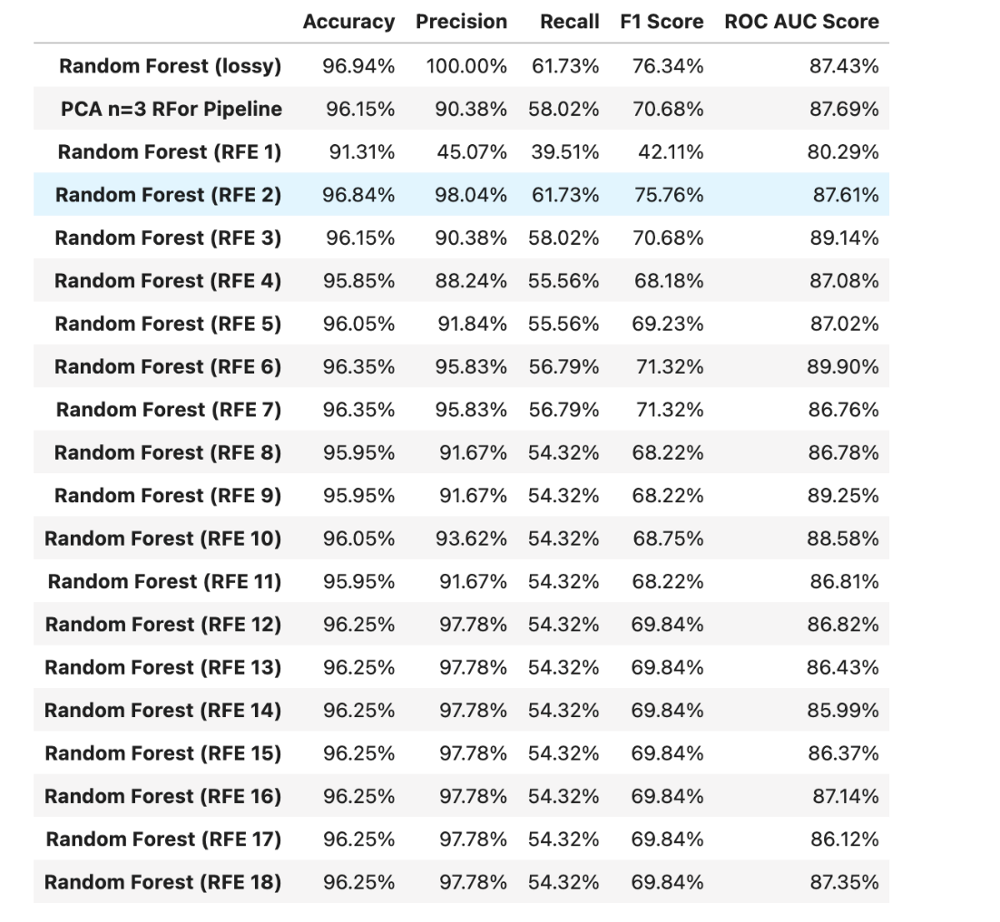 Accuracy Precision Recall F1 Score ROC AUC Score
Random Forest (lossy) 96.94% 100.00% 61.73% 76.34% 87.43%
PCA n=3 RFor Pipeline 96.15% 90.38% 58.02% 70.68% 87.69%
Random Forest (RFE 1) 91.31% 45.07% 39.51% 42.11% 80.29%
Random Forest (RFE 2) 96.84% 98.04% 61.73% 75.76% 87.61%
Random Forest (RFE 3) 96.15% 90.38% 58.02% 70.68% 89.14%
Random Forest (RFE 4) 95.85% 88.24% 55.56% 68.18% 87.08%
Random Forest (RFE 5) 96.05% 91.84% 55.56% 69.23% 87.02%
Random Forest (RFE 6) 96.35% 95.83% 56.79% 71.32% 89.90%
Random Forest (RFE 7) 96.35% 95.83% 56.79% 71.32% 86.76%
Random Forest (RFE 8) 95.95% 91.67% 54.32% 68.22% 86.78%
Random Forest (RFE 9) 95.95% 91.67% 54.32% 68.22% 89.25%
Random Forest (RFE 10) 96.05% 93.62% 54.32% 68.75% 88.58%
Random Forest (RFE 11) 95.95% 91.67% 54.32% 68.22% 86.81%
Random Forest (RFE 12) 96.25% 97.78% 54.32% 69.84% 86.82%
Random Forest (RFE 13) 96.25% 97.78% 54.32% 69.84% 86.43%
Random Forest (RFE 14) 96.25% 97.78% 54.32% 69.84% 85.99%
Random Forest (RFE 15) 96.25% 97.78% 54.32% 69.84% 86.37%
Random Forest (RFE 16) 96.25% 97.78% 54.32% 69.84% 87.14%
Random Forest (RFE 17) 96.25% 97.78% 54.32% 69.84% 86.12%
Random Forest (RFE 18) 96.25% 97.78% 54.32% 69.84% 87.35%